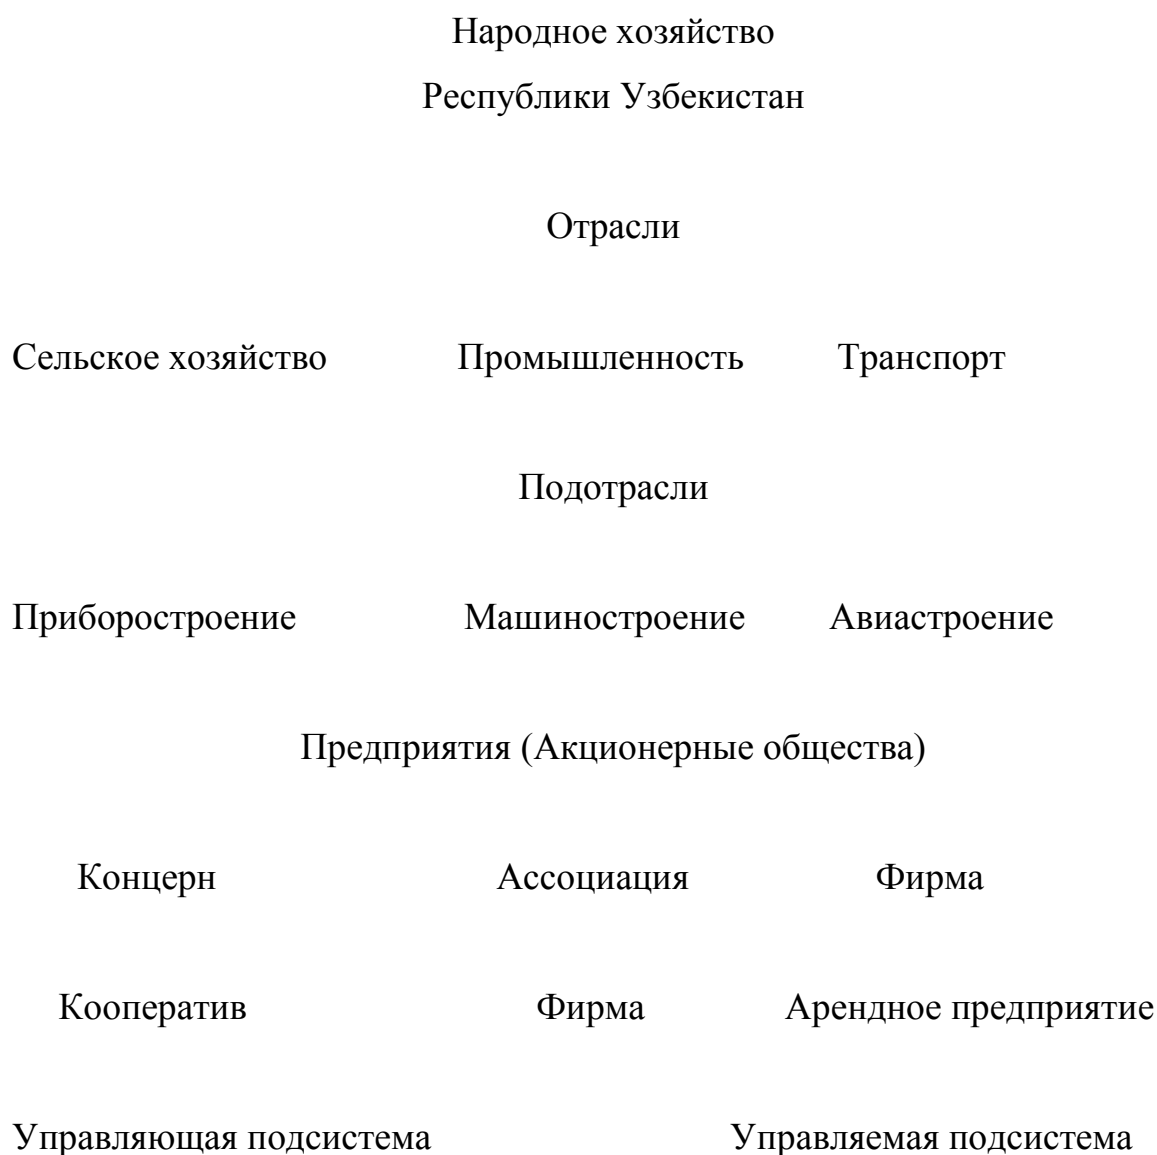 Народное хозяйство
Республики Узбекистан
Отрасли
Сельское хозяйство Промышленность Транспорт
Подотрасли
Приборостроение Машиностроение Авиастроение
Предприятия (Акционерные общества)
Концерн Ассоциация Фирма
Кооператив Фирма Арендное предприятие
Управляющая подсистема Управляемая подсистема